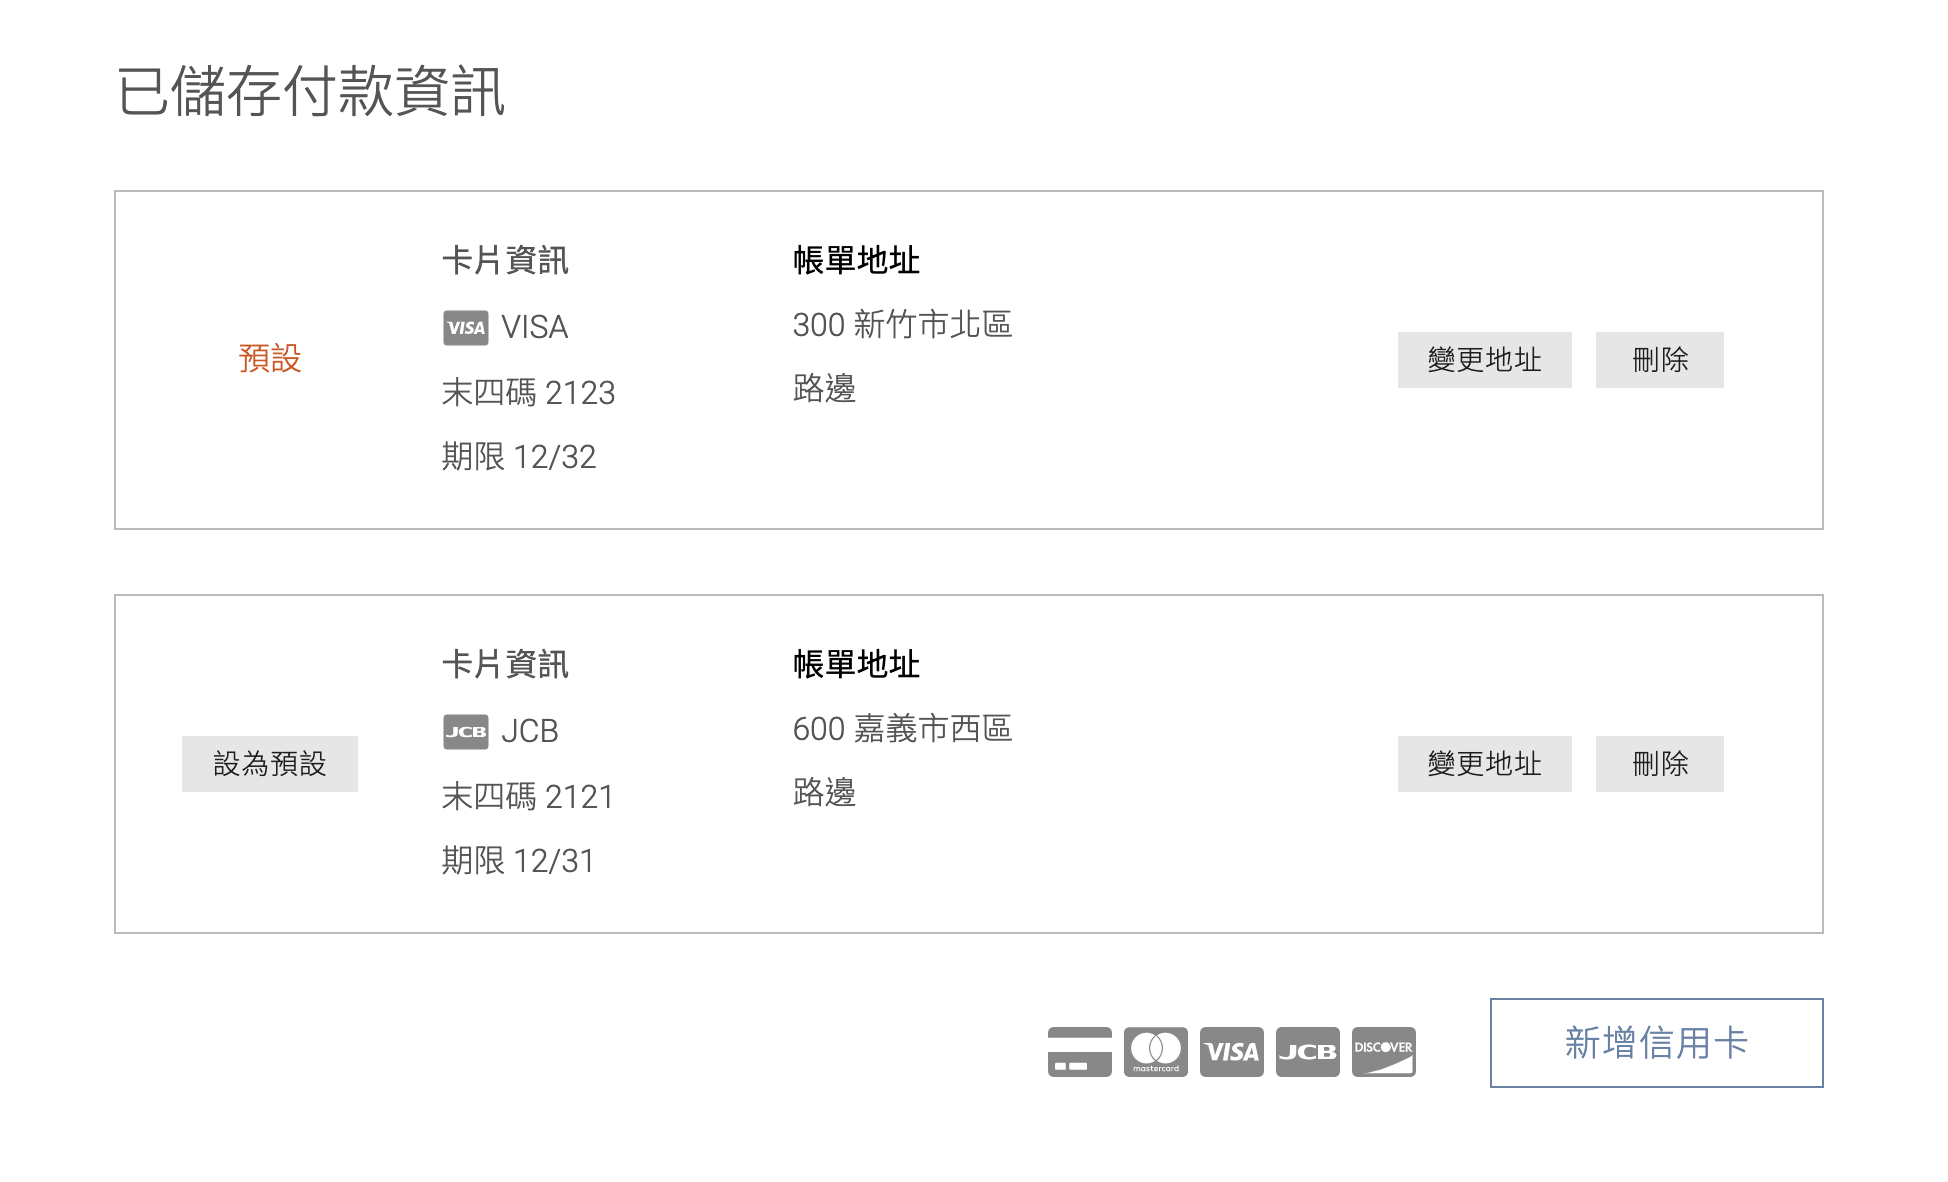 已儲存付款資訊
預設
卡片資訊
VISA VISA
末四碼 2123
期限 12/32
帳單地址
300 新竹市北區
路邊
變更地址
刪除
設為預設
卡片資訊
JCB JCB
末四碼 2121
期限 12/31
帳單地址
600 嘉義市西區
路邊
變更地址
刪除
mastercard VISA JCB DISCOVER
新增信用卡